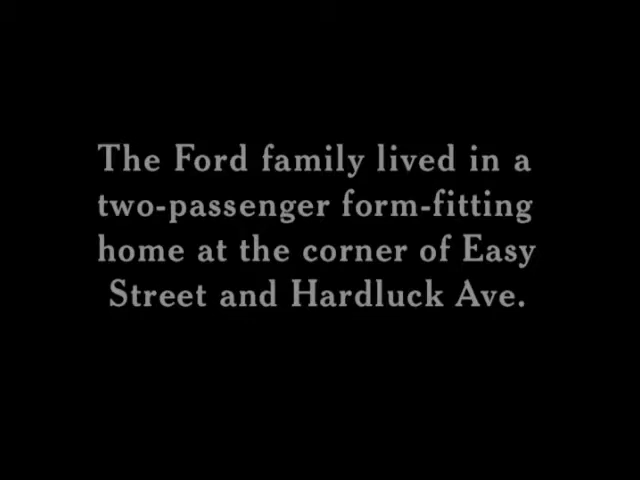 The Ford family lived in a
two-passenger form-fitting
home at the corner of Easy
Street and Hardluck Ave.